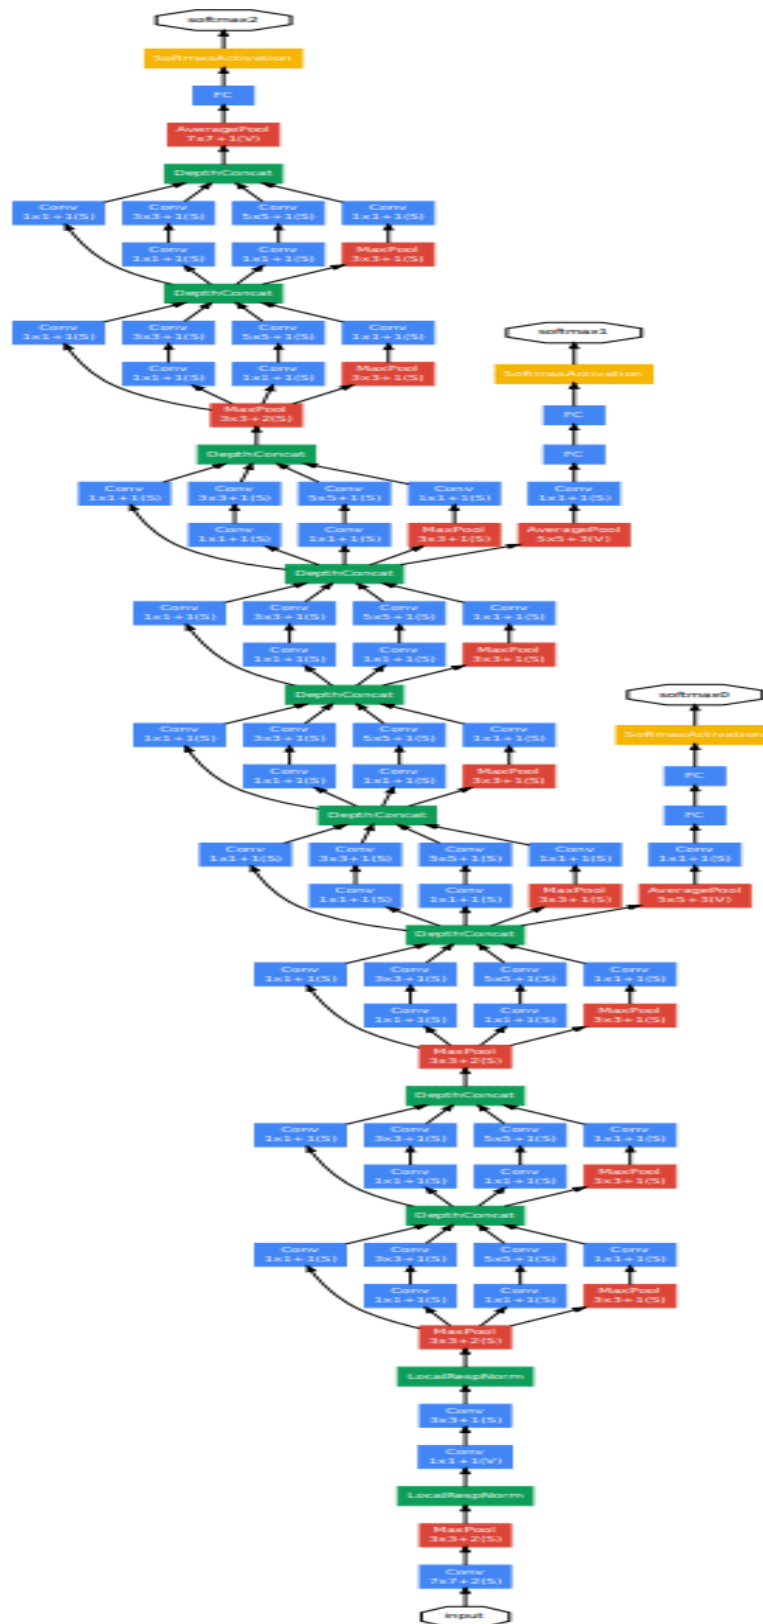 softmax2
SoftmaxActivation
FC
AveragePool
7x7+1(V)
DepthConcat
Conv
1x1+1(S)
Conv
3x3+1(S)
Conv
5x5+1(S)
Conv
1x1+1(S)
Conv
1x1+1(S)
Conv
1x1+1(S)
MaxPool
3x3+1(S)
DepthConcat
Conv
1x1+1(S)
Conv
3x3+1(S)
Conv
5x5+1(S)
Conv
1x1+1(S)
softmax1
Conv
1x1+1(S)
Conv
1x1+1(S)
MaxPool
3x3+1(S)
SoftmaxActivation
MaxPool
3x3+2(S)
FC
DepthConcat
FC
Conv
1x1+1(S)
Conv
3x3+1(S)
Conv
5x5+1(S)
Conv
1x1+1(S)
Conv
1x1+1(S)
Conv
1x1+1(S)
Conv
1x1+1(S)
MaxPool
3x3+1(S)
AveragePool
5x5+3(V)
DepthConcat
Conv
1x1+1(S)
Conv
3x3+1(S)
Conv
5x5+1(S)
Conv
1x1+1(S)
Conv
1x1+1(S)
Conv
1x1+1(S)
MaxPool
3x3+1(S)
DepthConcat
softmax0
Conv
1x1+1(S)
Conv
3x3+1(S)
Conv
5x5+1(S)
Conv
1x1+1(S)
SoftmaxActivation
Conv
1x1+1(S)
Conv
1x1+1(S)
MaxPool
3x3+1(S)
FC
DepthConcat
FC
Conv
1x1+1(S)
Conv
3x3+1(S)
Conv
5x5+1(S)
Conv
1x1+1(S)
Conv
1x1+1(S)
Conv
1x1+1(S)
Conv
1x1+1(S)
MaxPool
3x3+1(S)
AveragePool
5x5+3(V)
DepthConcat
Conv
1x1+1(S)
Conv
3x3+1(S)
Conv
5x5+1(S)
Conv
1x1+1(S)
Conv
1x1+1(S)
Conv
1x1+1(S)
MaxPool
3x3+1(S)
MaxPool
3x3+2(S)
DepthConcat
Conv
1x1+1(S)
Conv
3x3+1(S)
Conv
5x5+1(S)
Conv
1x1+1(S)
Conv
1x1+1(S)
Conv
1x1+1(S)
MaxPool
3x3+1(S)
DepthConcat
Conv
1x1+1(S)
Conv
3x3+1(S)
Conv
5x5+1(S)
Conv
1x1+1(S)
Conv
1x1+1(S)
Conv
1x1+1(S)
MaxPool
3x3+1(S)
MaxPool
3x3+2(S)
LocalRespNorm
Conv
3x3+1(S)
Conv
1x1+1(V)
LocalRespNorm
MaxPool
3x3+2(S)
Conv
7x7+2(S)
input